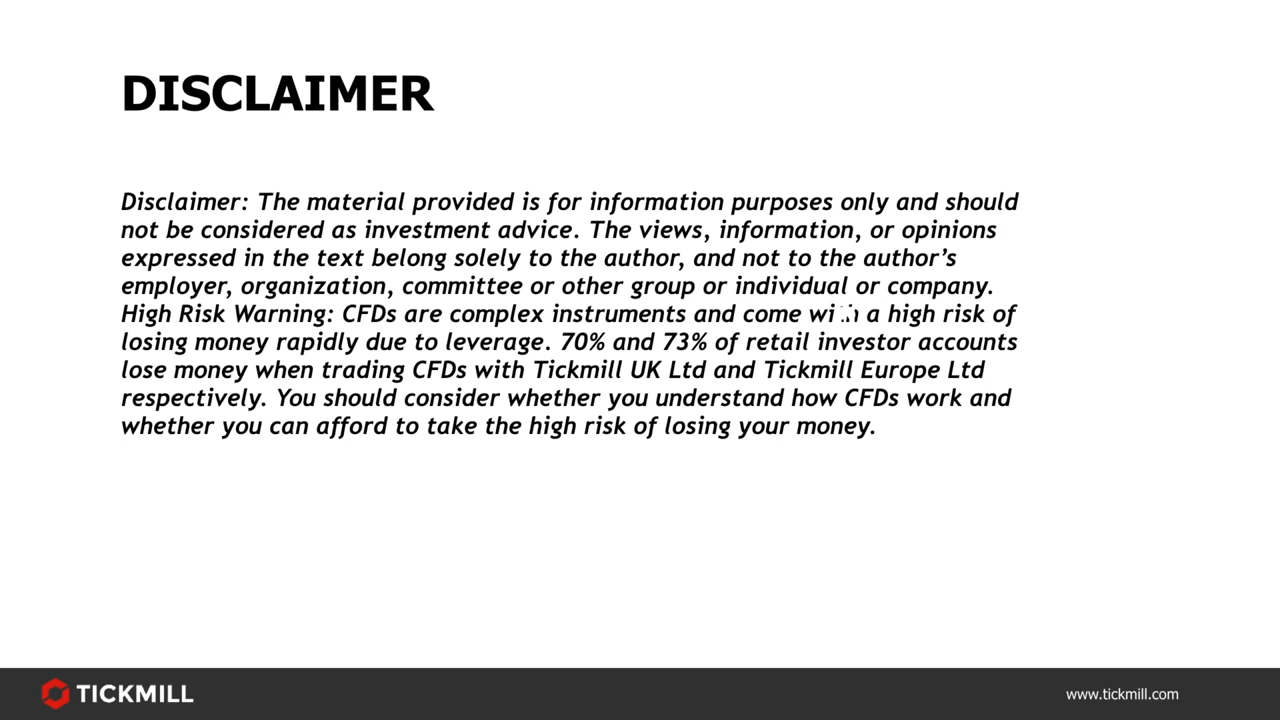 DISCLAIMER
Disclaimer: The material provided is for information purposes only and should
not be considered as investment advice. The views, information, or opinions
expressed in the text belong solely to the author, and not to the author’s
employer, organization, committee or other group or individual or company.
High Risk Warning: CFDs are complex instruments and come with a high risk of
losing money rapidly due to leverage. 70% and 73% of retail investor accounts
lose money when trading CFDs with Tickmill UK Ltd and Tickmill Europe Ltd
respectively. You should consider whether you understand how CFDs work and
whether you can afford to take the high risk of losing your money.
TICKMILL
www.tickmill.com